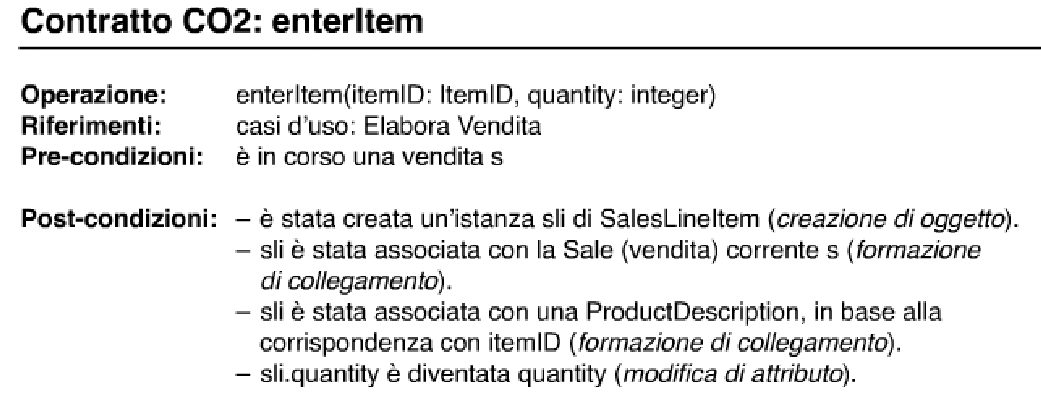 Contratto CO2: enterItem
Operazione: enterItem(itemID: ItemID, quantity: integer)
Riferimenti: casi d'uso: Elabora Vendita
Pre-condizioni: è in corso una vendita s
Post-condizioni: – è stata creata un'istanza sli di SalesLineItem (creazione di oggetto).
– sli è stata associata con la Sale (vendita) corrente s (formazione
di collegamento).
– sli è stata associata con una ProductDescription, in base alla
corrispondenza con itemID (formazione di collegamento).
– sli.quantity è diventata quantity (modifica di attributo).